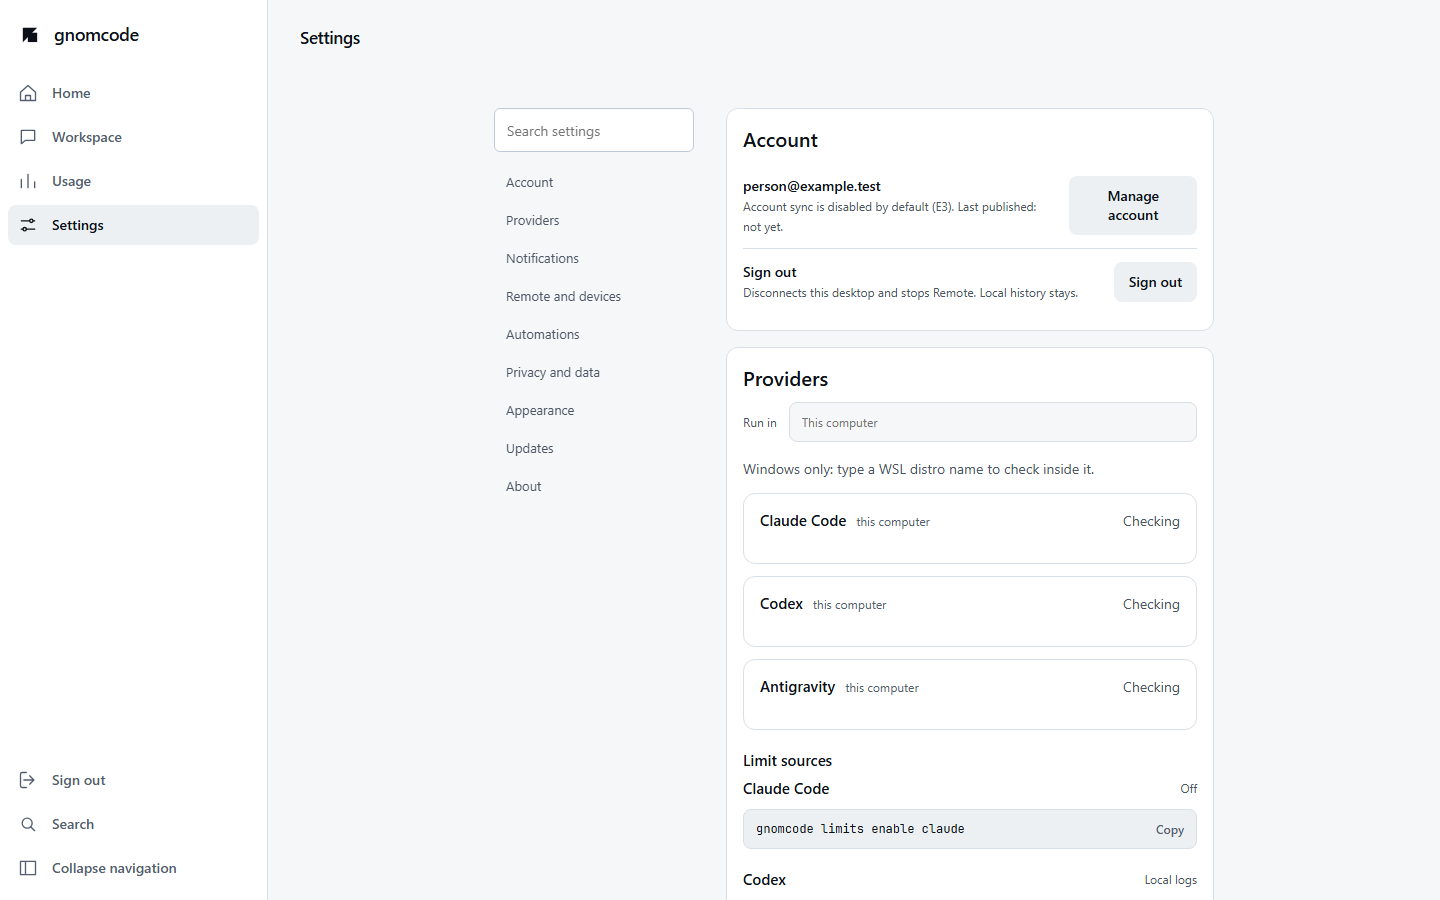 gnomcode
Home
Workspace
Usage
Settings
Sign out
Search
Collapse navigation
Settings
Search settings
Account
Providers
Notifications
Remote and devices
Automations
Privacy and data
Appearance
Updates
About
Account
person@example.test
Account sync is disabled by default (E3). Last published:
not yet.
Manage
account
Sign out
Disconnects this desktop and stops Remote. Local history stays.
Sign out
Providers
Run in
This computer
Windows only: type a WSL distro name to check inside it.
Claude Code this computer Checking
Codex this computer Checking
Antigravity this computer Checking
Limit sources
Claude Code Off
gnomcode limits enable claude Copy
Codex Local logs